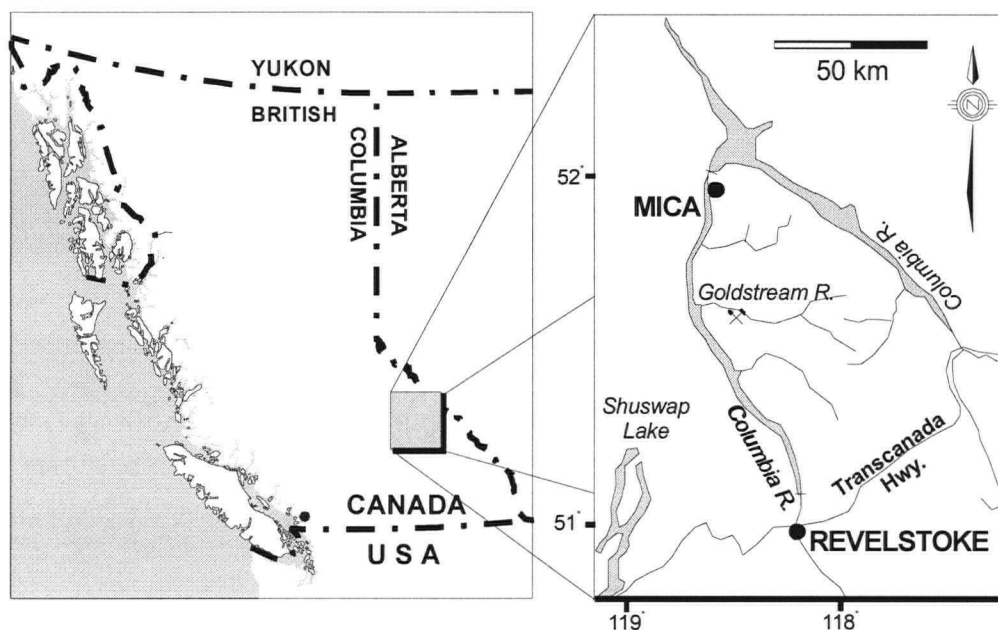 YUKON
BRITISH
COLUMBIA
ALBERTA
CANADA
USA
50 km
N
52°
MICA
Columbia R.
Goldstream R.
Shuswap
Lake
Columbia R.
Transcanada
Hwy.
51°
REVELSTOKE
119°
118°